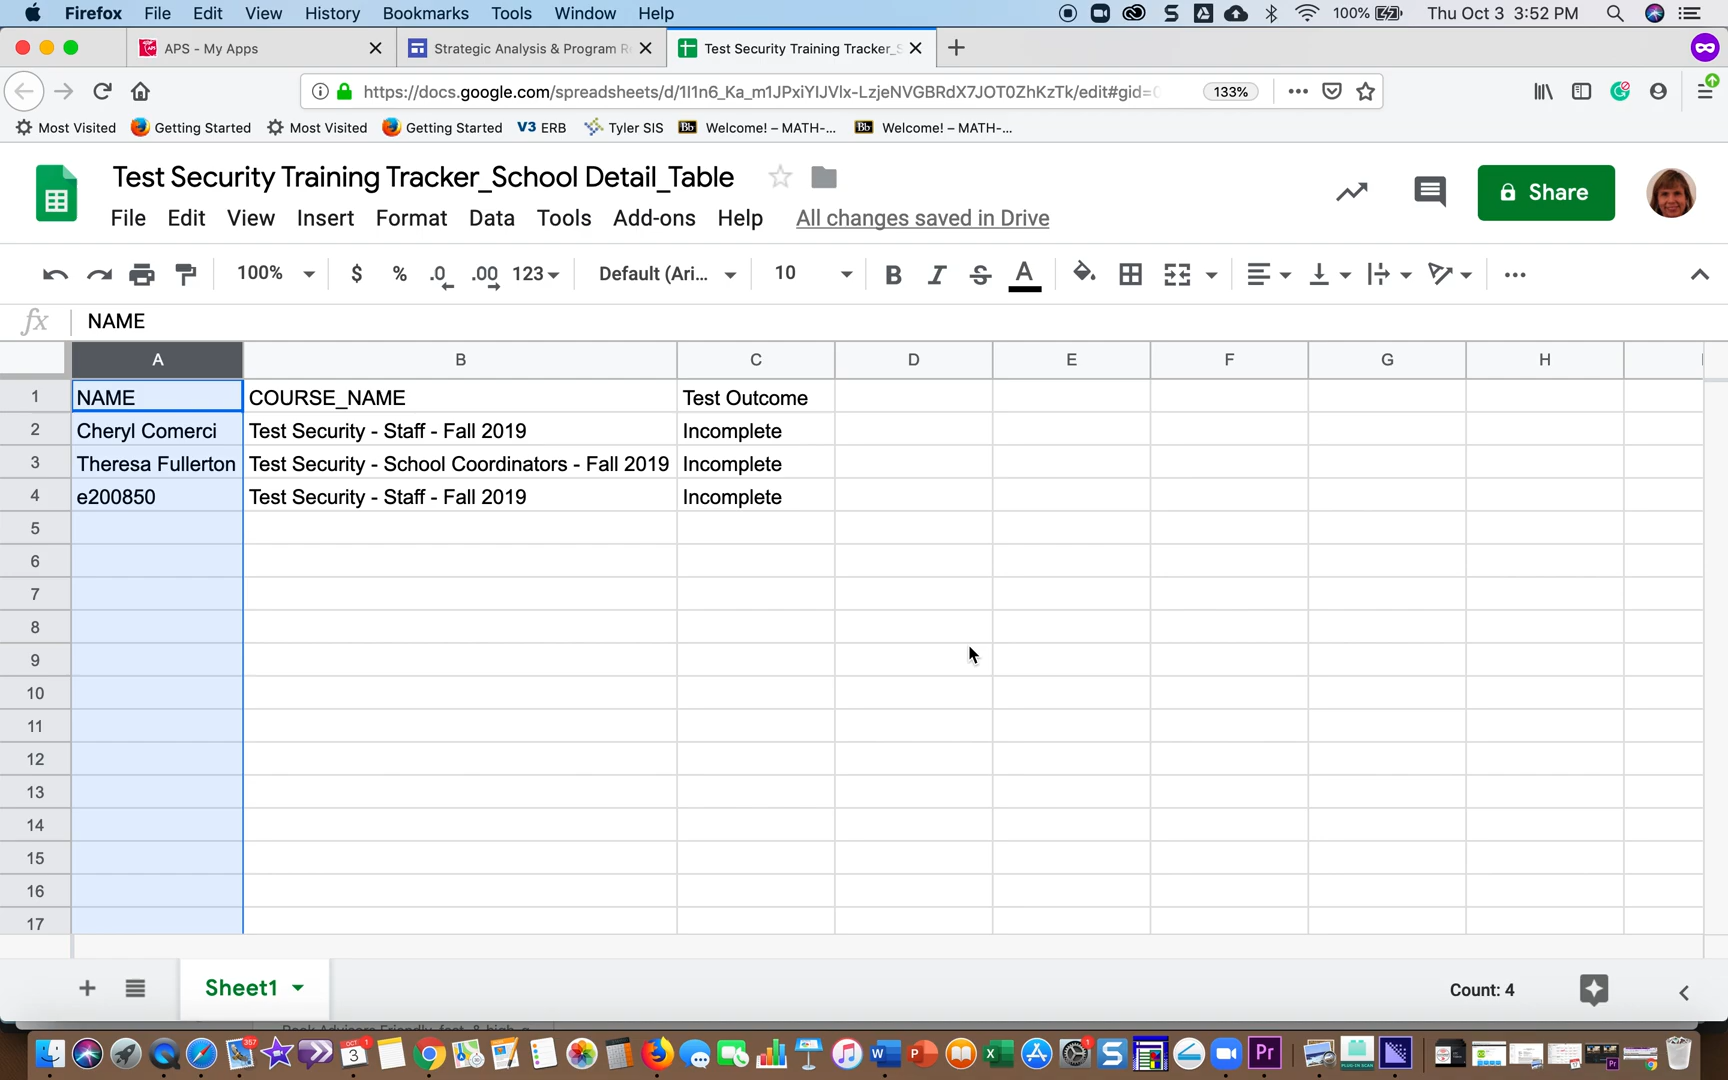 Firefox File Edit View History Bookmarks Tools Window Help 100% Thu Oct 3 3:52 PM
APS - My Apps Strategic Analysis & Program R Test Security Training Tracker_S
https://docs.google.com/spreadsheets/d/1I1n6_Ka_m1JPxiYIJVlx-LzjeNVGBRdX7JOT0ZhKzTk/edit#gid=0 133%
Most Visited Getting Started Most Visited Getting Started V3 ERB Tyler SIS Bb Welcome! – MATH-... Bb Welcome! – MATH-...
Test Security Training Tracker_School Detail_Table
Share
File Edit View Insert Format Data Tools Add-ons Help All changes saved in Drive
100% $ % .0 .00 123 Default (Ari... 10 B I S A
fx NAME
A B C D E F G H
1 NAME COURSE_NAME Test Outcome
2 Cheryl Comerci Test Security - Staff - Fall 2019 Incomplete
3 Theresa Fullerton Test Security - School Coordinators - Fall 2019 Incomplete
4 e200850 Test Security - Staff - Fall 2019 Incomplete
5
6
7
8
9
10
11
12
13
14
15
16
17
Sheet1 Count: 4